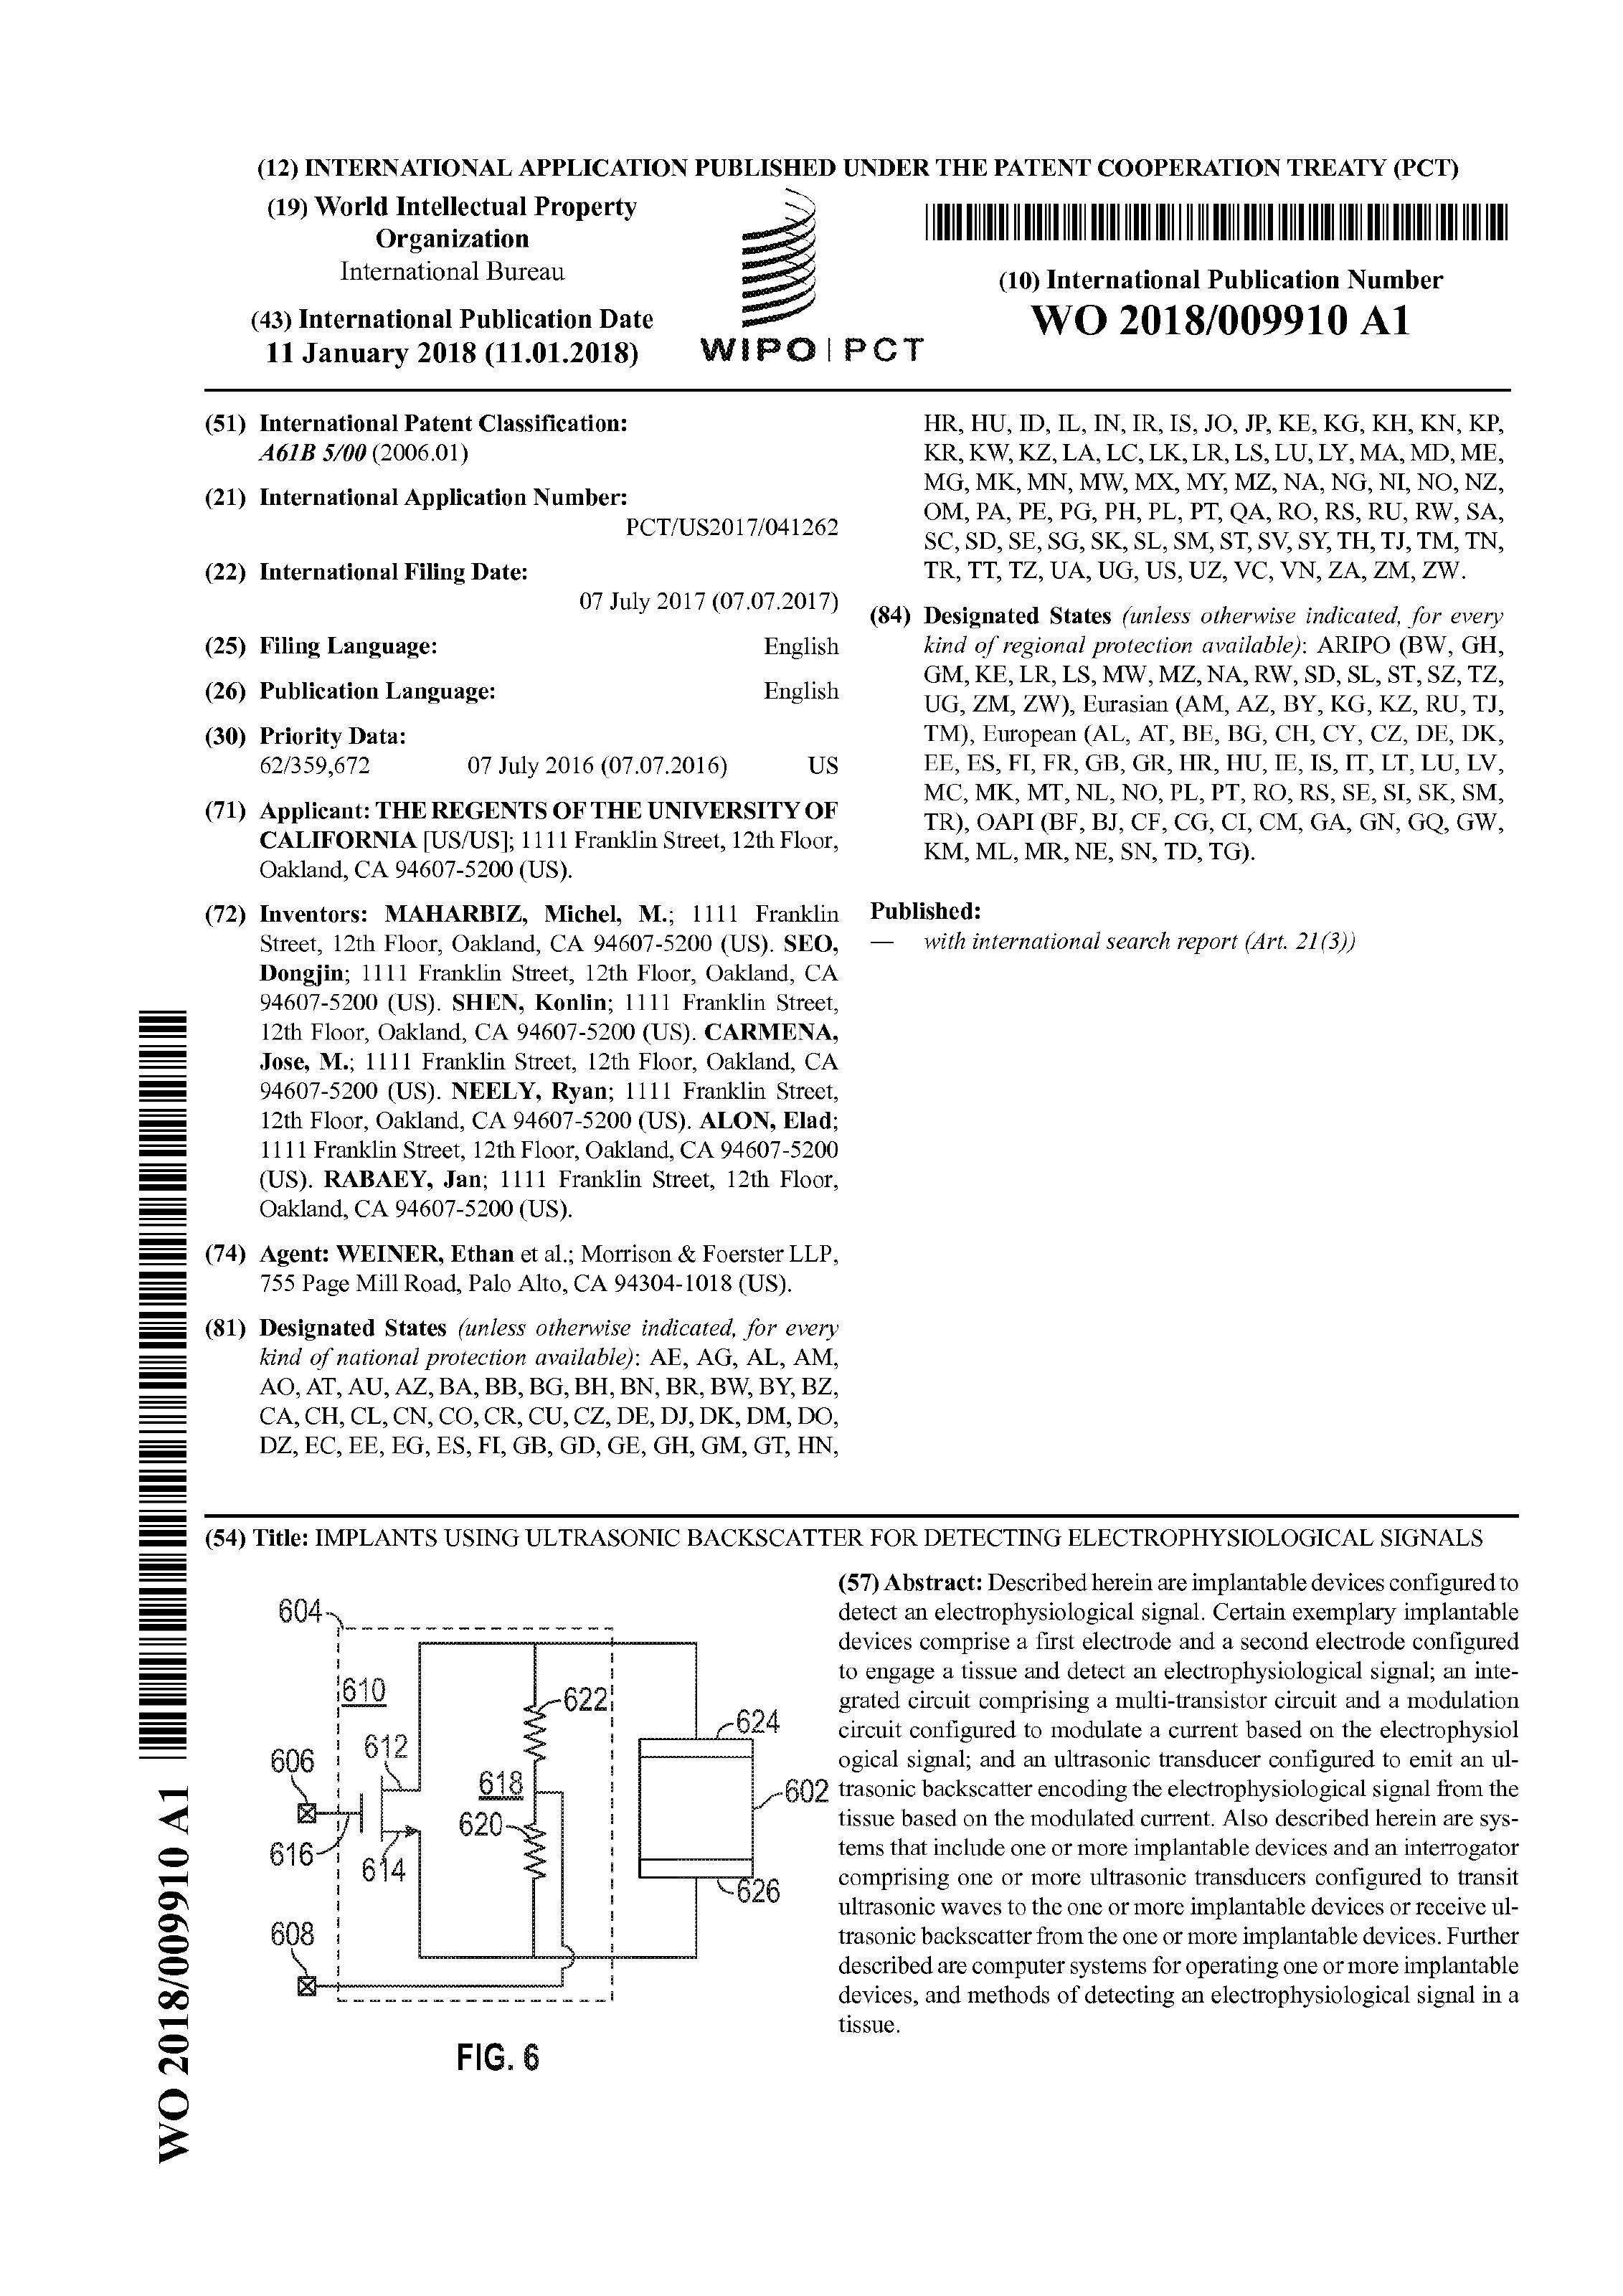 (12) INTERNATIONAL APPLICATION PUBLISHED UNDER THE PATENT COOPERATION TREATY (PCT)
(19) World Intellectual Property
Organization
International Bureau
(43) International Publication Date
11 January 2018 (11.01.2018)
WIPO | PCT
(10) International Publication Number
WO 2018/009910 A1
(51) International Patent Classification:
A61B 5/00 (2006.01)
(21) International Application Number:
PCT/US2017/041262
(22) International Filing Date:
07 July 2017 (07.07.2017)
(25) Filing Language: English
(26) Publication Language: English
(30) Priority Data:
62/359,672 07 July 2016 (07.07.2016) US
(71) Applicant: THE REGENTS OF THE UNIVERSITY OF
CALIFORNIA [US/US]; 1111 Franklin Street, 12th Floor,
Oakland, CA 94607-5200 (US).
(72) Inventors: MAHARBIZ, Michel, M.; 1111 Franklin
Street, 12th Floor, Oakland, CA 94607-5200 (US). SEO,
Dongjin; 1111 Franklin Street, 12th Floor, Oakland, CA
94607-5200 (US). SHEN, Konlin; 1111 Franklin Street,
12th Floor, Oakland, CA 94607-5200 (US). CARMENA,
Jose, M.; 1111 Franklin Street, 12th Floor, Oakland, CA
94607-5200 (US). NEELY, Ryan; 1111 Franklin Street,
12th Floor, Oakland, CA 94607-5200 (US). ALON, Elad;
1111 Franklin Street, 12th Floor, Oakland, CA 94607-5200
(US). RABAEY, Jan; 1111 Franklin Street, 12th Floor,
Oakland, CA 94607-5200 (US).
(74) Agent: WEINER, Ethan et al.; Morrison & Foerster LLP,
755 Page Mill Road, Palo Alto, CA 94304-1018 (US).
(81) Designated States (unless otherwise indicated, for every
kind of national protection available): AE, AG, AL, AM,
AO, AT, AU, AZ, BA, BB, BG, BH, BN, BR, BW, BY, BZ,
CA, CH, CL, CN, CO, CR, CU, CZ, DE, DJ, DK, DM, DO,
DZ, EC, EE, EG, ES, FI, GB, GD, GE, GH, GM, GT, HN,
HR, HU, ID, IL, IN, IR, IS, JO, JP, KE, KG, KH, KN, KP,
KR, KW, KZ, LA, LC, LK, LR, LS, LU, LY, MA, MD, ME,
MG, MK, MN, MW, MX, MY, MZ, NA, NG, NI, NO, NZ,
OM, PA, PE, PG, PH, PL, PT, QA, RO, RS, RU, RW, SA,
SC, SD, SE, SG, SK, SL, SM, ST, SV, SY, TH, TJ, TM, TN,
TR, TT, TZ, UA, UG, US, UZ, VC, VN, ZA, ZM, ZW.
(84) Designated States (unless otherwise indicated, for every
kind of regional protection available): ARIPO (BW, GH,
GM, KE, LR, LS, MW, MZ, NA, RW, SD, SL, ST, SZ, TZ,
UG, ZM, ZW), Eurasian (AM, AZ, BY, KG, KZ, RU, TJ,
TM), European (AL, AT, BE, BG, CH, CY, CZ, DE, DK,
EE, ES, FI, FR, GB, GR, HR, HU, IE, IS, IT, LT, LU, LV,
MC, MK, MT, NL, NO, PL, PT, RO, RS, SE, SI, SK, SM,
TR), OAPI (BF, BJ, CF, CG, CI, CM, GA, GN, GQ, GW,
KM, ML, MR, NE, SN, TD, TG).
Published:
— with international search report (Art. 21(3))
(54) Title: IMPLANTS USING ULTRASONIC BACKSCATTER FOR DETECTING ELECTROPHYSIOLOGICAL SIGNALS
604
610
622
624
612
606
618
602
620
616
614
626
608
FIG. 6
(57) Abstract: Described herein are implantable devices configured to
detect an electrophysiological signal. Certain exemplary implantable
devices comprise a first electrode and a second electrode configured
to engage a tissue and detect an electrophysiological signal; an inte-
grated circuit comprising a multi-transistor circuit and a modulation
circuit configured to modulate a current based on the electrophysiol
ogical signal; and an ultrasonic transducer configured to emit an ul-
trasonic backscatter encoding the electrophysiological signal from the
tissue based on the modulated current. Also described herein are sys-
tems that include one or more implantable devices and an interrogator
comprising one or more ultrasonic transducers configured to transit
ultrasonic waves to the one or more implantable devices or receive ul-
trasonic backscatter from the one or more implantable devices. Further
described are computer systems for operating one or more implantable
devices, and methods of detecting an electrophysiological signal in a
tissue.
WO 2018/009910 A1